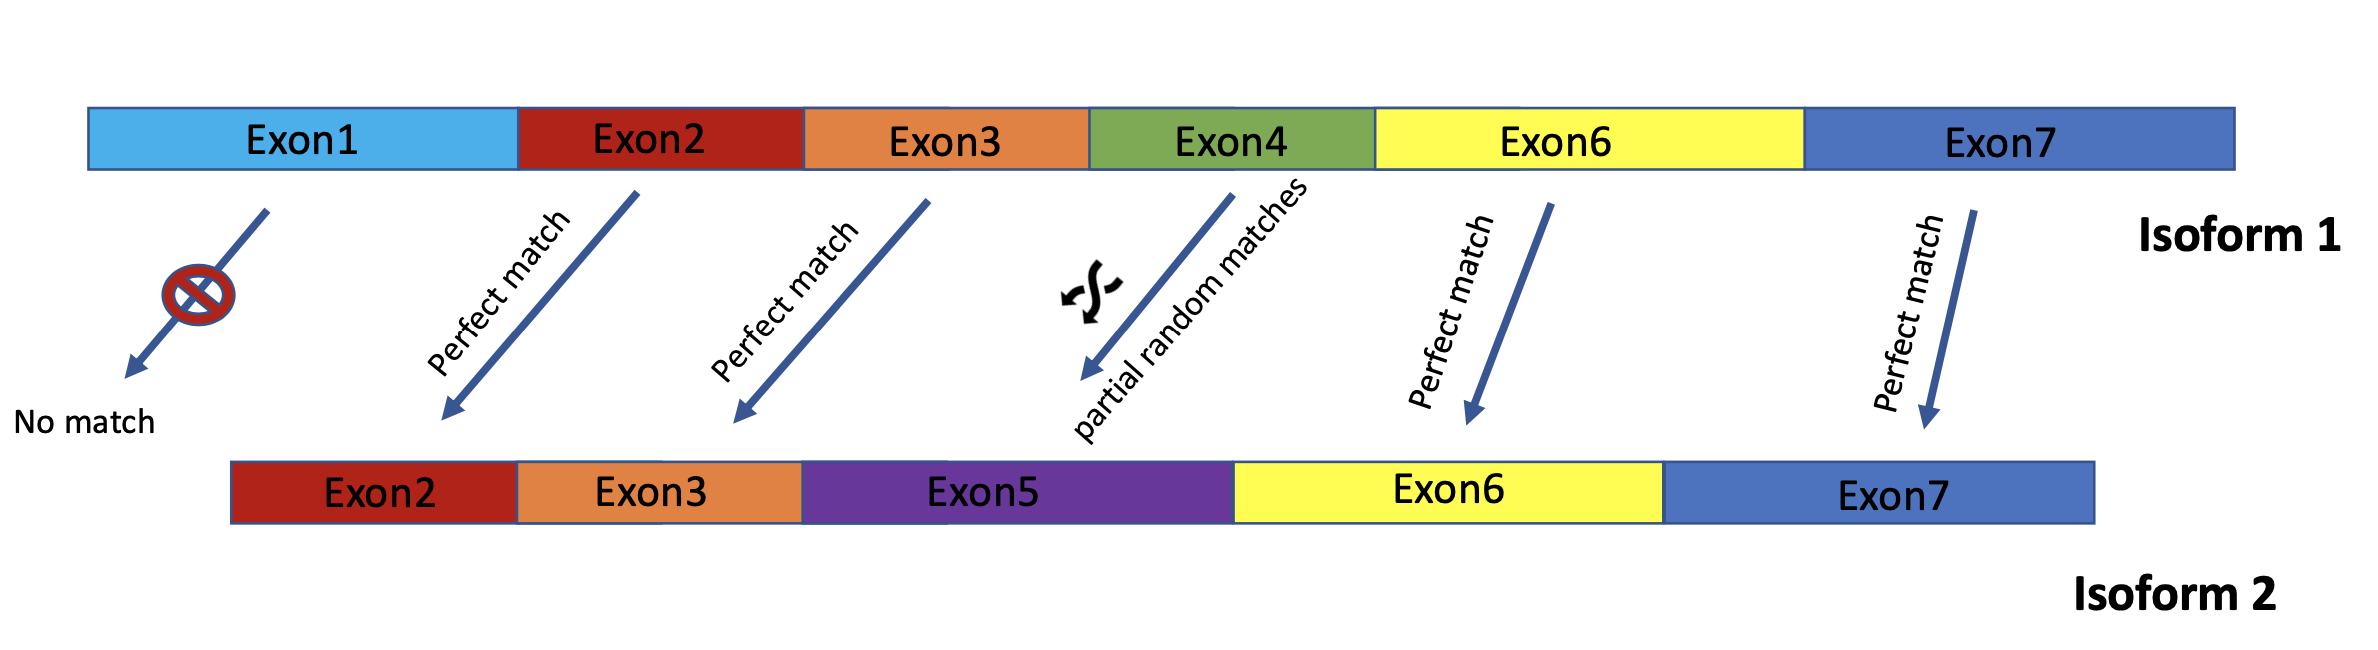 Exon1
Exon2
Exon3
Exon4
Exon6
Exon7
Isoform 1
No match
Perfect match
Perfect match
partial random matches
Perfect match
Perfect match
Exon2
Exon3
Exon5
Exon6
Exon7
Isoform 2